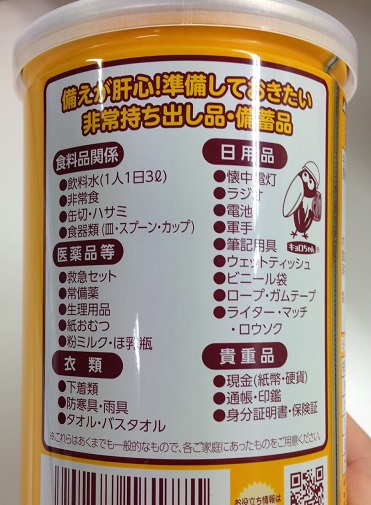 備えが肝心!準備しておきたい
非常持ち出し品・備蓄品
食料品関係
●飲料水(1人1日3ℓ)
●非常食
●缶切・ハサミ
●食器類(皿・スプーン・カップ)
医薬品等
●救急セット
●常備薬
●生理用品
●紙おむつ
●粉ミルク・ほ乳瓶
衣類
●下着類
●防寒具・雨具
●タオル・バスタオル
日用品
●懐中電灯
●ラジオ
●電池
●軍手
●筆記用具
●ウェットティッシュ
●ビニール袋
●ロープ・ガムテープ
●ライター・マッチ
・ロウソク
キョロちゃん
貴重品
●現金(紙幣・硬貨)
●通帳・印鑑
●身分証明書・保険証
※これらはあくまでも一般的なもので、各ご家庭にあったものをご用意ください。
お役立ち情報は